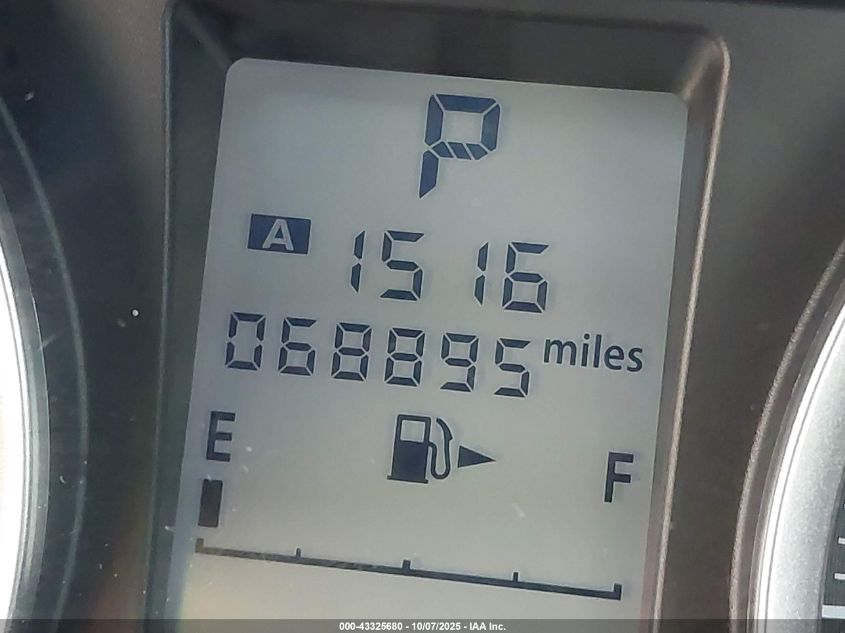 P
A 1516
068895 miles
E F
000-43325680 - 10/07/2025 - IAA Inc.